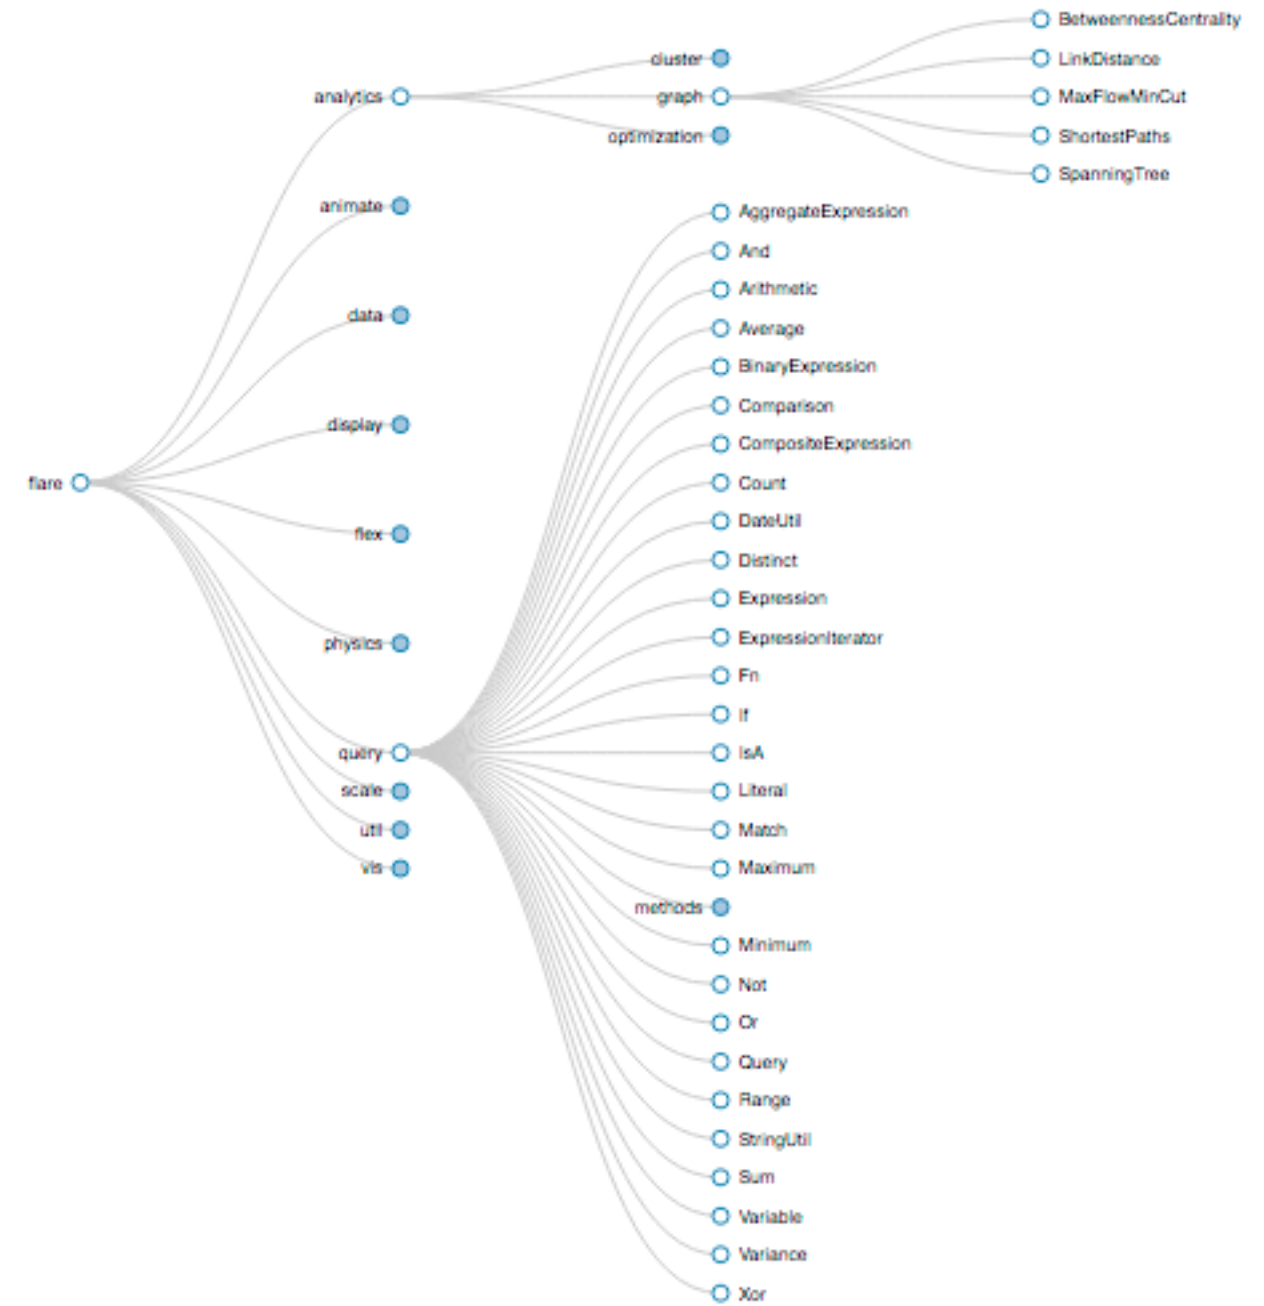 BetweennessCentrality
cluster
LinkDistance
analytics
graph
MaxFlowMinCut
optimization
ShortestPaths
SpanningTree
animate
AggregateExpression
And
Arithmetic
data
Average
BinaryExpression
Comparison
display
CompositeExpression
flare
Count
DateUtil
flex
Distinct
Expression
physics
ExpressionIterator
Fn
If
query
IsA
scale
Literal
util
Match
vis
Maximum
methods
Minimum
Not
Or
Query
Range
StringUtil
Sum
Variable
Variance
Xor